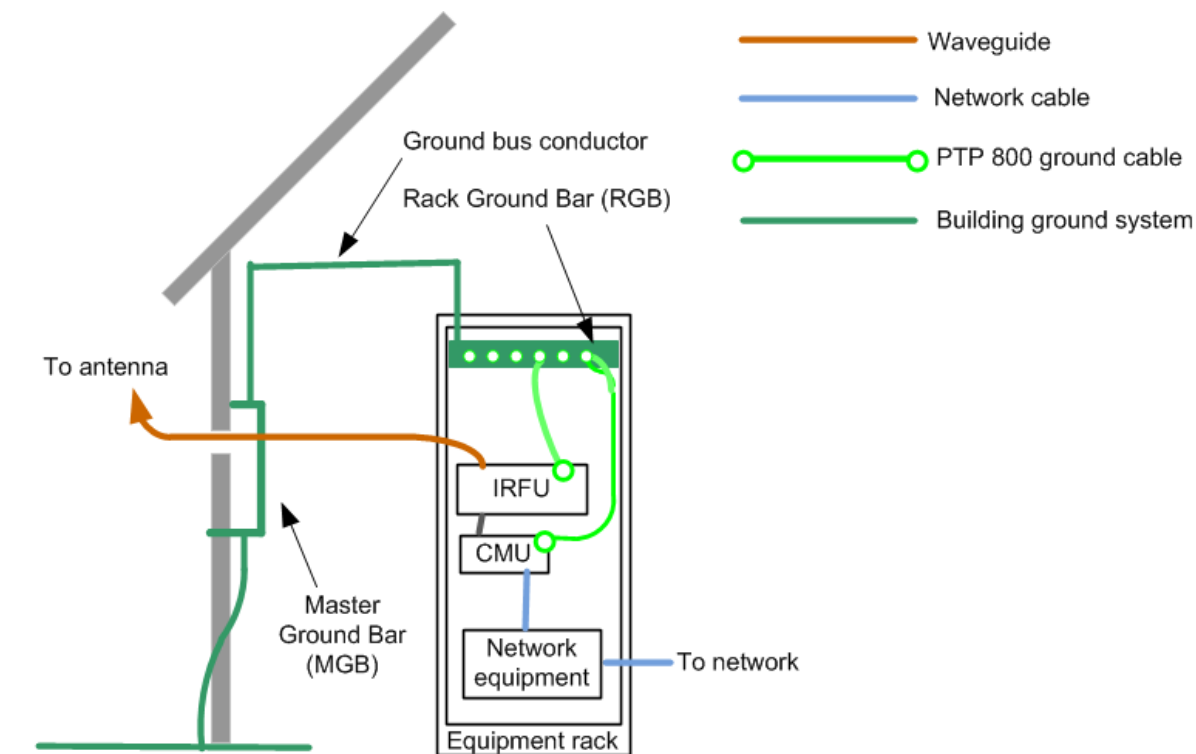 Waveguide
Network cable
PTP 800 ground cable
Building ground system
Ground bus conductor
Rack Ground Bar (RGB)
To antenna
IRFU
CMU
Master
Ground Bar
(MGB)
Network
equipment
To network
Equipment rack